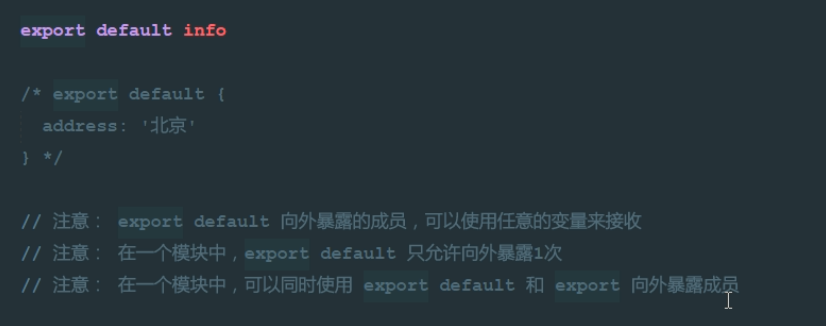 export default info
/* export default {
address: '北京'
} */
// 注意： export default 向外暴露的成员，可以使用任意的变量来接收
// 注意： 在一个模块中，export default 只允许向外暴露1次
// 注意： 在一个模块中，可以同时使用 export default 和 export 向外暴露成员